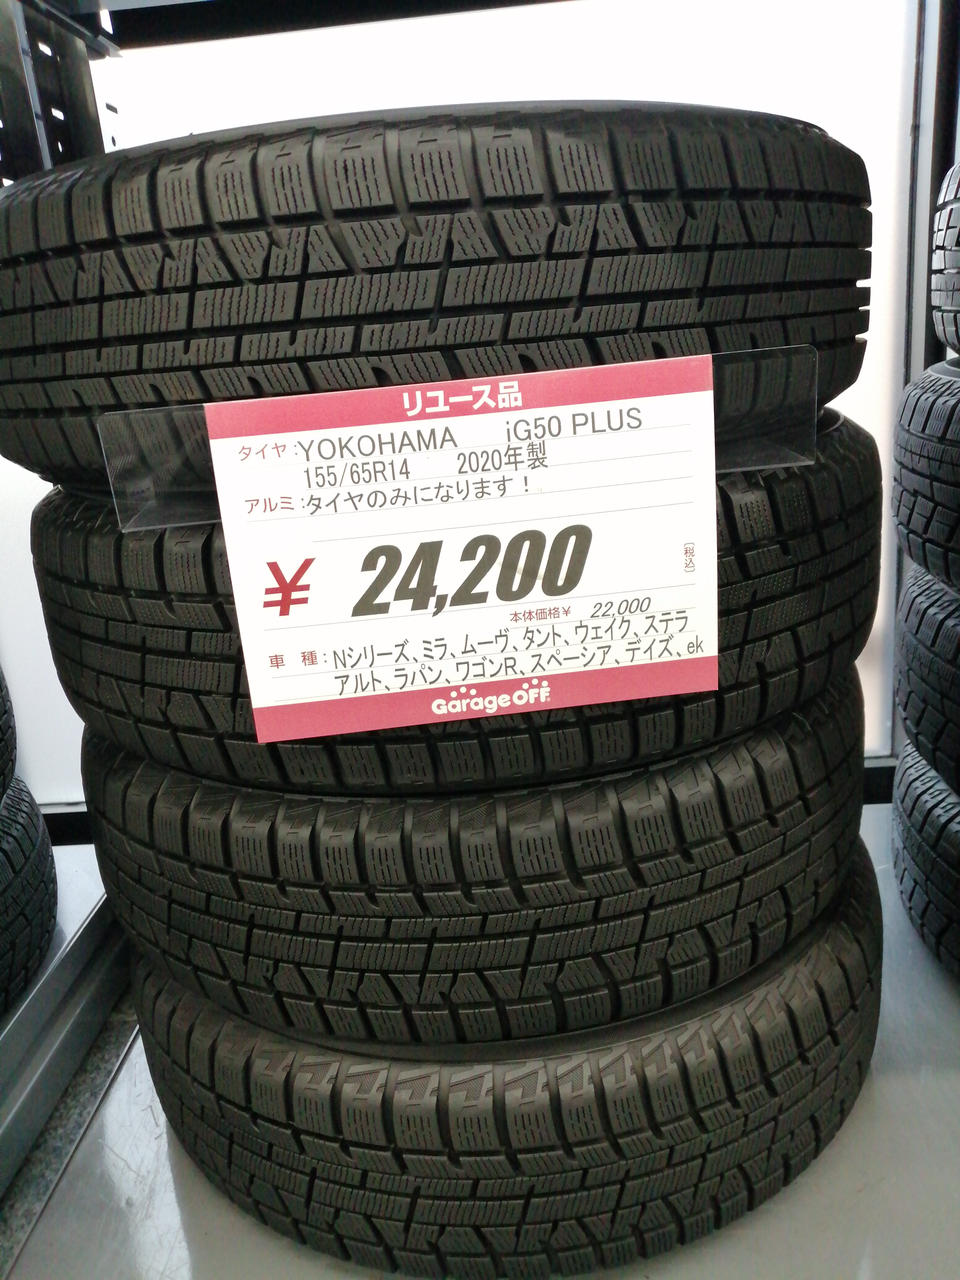 リユース品
タイヤ:YOKOHAMA iG50 PLUS
155/65R14 2020年製
アルミ:タイヤのみになります!
¥ 24,200 (税込)
本体価格¥ 22,000
車 種:Nシリーズ、ミラ、ムーヴ、タント、ウェイク、ステラ
アルト、ラパン、ワゴンR、スペーシア、デイズ、ek
GarageOFF